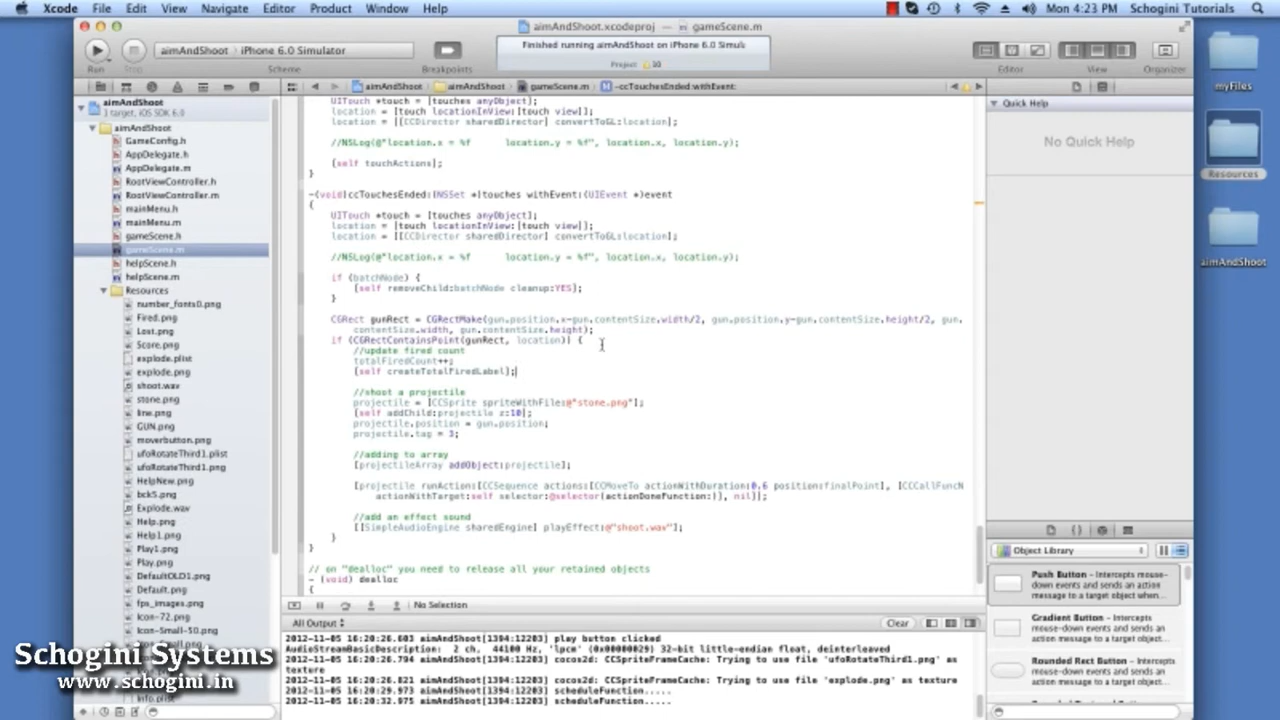 Xcode File Edit View Navigate Editor Product Window Help Mon 4:23 PM Schogini Tutorials
aimAndShoot.xcodeproj — gameScene.m
aimAndShoot iPhone 6.0 Simulator
Finished running aimAndShoot on iPhone 6.0 Simula
Project 10
Run Stop Scheme Breakpoints Editor View Organizer
aimAndShoot aimAndShoot gameScene.m -ccTouchesEnded:withEvent:
aimAndShoot
1 target, iOS SDK 6.0
aimAndShoot
GameConfig.h
AppDelegate.h
AppDelegate.m
RootViewController.h
RootViewController.m
mainMenu.h
mainMenu.m
gameScene.h
gameScene.m
helpScene.h
helpScene.m
Resources
number_fonts0.png
Fired.png
Lost.png
Score.png
explode.plist
explode.png
shoot.wav
stone.png
line.png
GUN.png
moverbutton.png
ufoRotateThird1.plist
ufoRotateThird1.png
HelpNew.png
bck5.png
Explode.wav
Help.png
Help1.png
Play1.png
Play.png
DefaultOLD1.png
Default.png
fps_images.png
Icon-72.png
Icon-Small-50.png
Info.plist
UITouch *touch = [touches anyObject];
location = [touch locationInView:[touch view]];
location = [[CCDirector sharedDirector] convertToGL:location];
//NSLog(@"location.x = %f location.y = %f", location.x, location.y);
[self touchActions];
}
-(void)ccTouchesEnded:(NSSet *)touches withEvent:(UIEvent *)event
{
UITouch *touch = [touches anyObject];
location = [touch locationInView:[touch view]];
location = [[CCDirector sharedDirector] convertToGL:location];
//NSLog(@"location.x = %f location.y = %f", location.x, location.y);
if (batchNode) {
[self removeChild:batchNode cleanup:YES];
}
CGRect gunRect = CGRectMake(gun.position.x-gun.contentSize.width/2, gun.position.y-gun.contentSize.height/2, gun.
contentSize.width, gun.contentSize.height);
if (CGRectContainsPoint(gunRect, location)) {
//update fired count
totalFiredCount++;
[self createTotalFiredLabel];
//shoot a projectile
projectile = [CCSprite spriteWithFile:@"stone.png"];
[self addChild:projectile z:10];
projectile.position = gun.position;
projectile.tag = 3;
//adding to array
[projectileArray addObject:projectile];
[projectile runAction:[CCSequence actions:[CCMoveTo actionWithDuration:0.6 position:finalPoint], [CCCallFuncN
actionWithTarget:self selector:@selector(actionDoneFunction:)], nil]];
//add an effect sound
[[SimpleAudioEngine sharedEngine] playEffect:@"shoot.wav"];
}
}
// on "dealloc" you need to release all your retained objects
- (void) dealloc
{
No Selection
All Output Clear
2012-11-05 16:20:26.603 aimAndShoot[1394:12203] play button clicked
AudioStreamBasicDescription: 2 ch, 44100 Hz, 'lpcm' (0x00000C29) 32-bit little-endian float, deinterleaved
2012-11-05 16:20:26.794 aimAndShoot[1394:12203] cocos2d: CCSpriteFrameCache: Trying to use file 'ufoRotateThird1.png' as
texture
2012-11-05 16:20:26.803 aimAndShoot[1394:12203] cocos2d: CCSpriteFrameCache: Trying to use file 'explode.png' as texture
2012-11-05 16:20:29.973 aimAndShoot[1394:12203] scheduleFunction.....
2012-11-05 16:20:32.975 aimAndShoot[1394:12203] scheduleFunction.....
Quick Help
No Quick Help
Object Library
Push Button - Intercepts mouse-
down events and sends an action
message to a target object when...
Gradient Button - Intercepts
mouse-down events and sends an
action message to a target object...
Rounded Rect Button - Intercepts
mouse-down events and sends an
action message to a target object...
myFiles
Resources
aimAndShoot
Schogini Systems
www.schogini.in